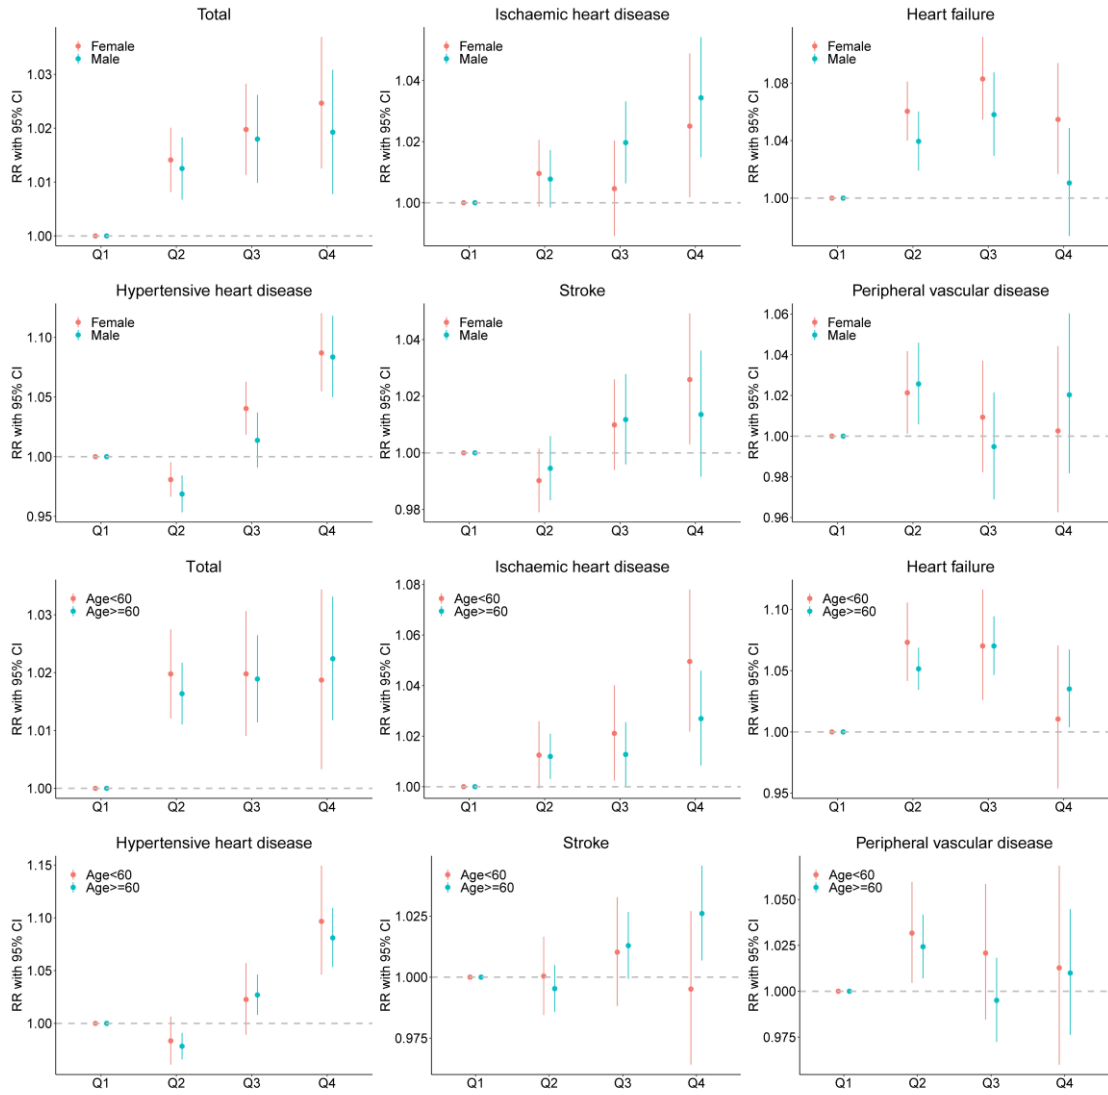 Total
RR with 95% CI
1.03
1.02
1.01
1.00
Female
Male
Q1 Q2 Q3 Q4
Ischaemic heart disease
RR with 95% CI
1.04
1.02
1.00
Female
Male
Q1 Q2 Q3 Q4
Heart failure
RR with 95% CI
1.08
1.04
1.00
Female
Male
Q1 Q2 Q3 Q4
Hypertensive heart disease
RR with 95% CI
1.10
1.05
1.00
0.95
Female
Male
Q1 Q2 Q3 Q4
Stroke
RR with 95% CI
1.04
1.02
1.00
0.98
Female
Male
Q1 Q2 Q3 Q4
Peripheral vascular disease
RR with 95% CI
1.06
1.04
1.02
1.00
0.98
0.96
Female
Male
Q1 Q2 Q3 Q4
Total
RR with 95% CI
1.03
1.02
1.01
1.00
Age<60
Age>=60
Q1 Q2 Q3 Q4
Ischaemic heart disease
RR with 95% CI
1.08
1.06
1.04
1.02
1.00
Age<60
Age>=60
Q1 Q2 Q3 Q4
Heart failure
RR with 95% CI
1.10
1.05
1.00
0.95
Age<60
Age>=60
Q1 Q2 Q3 Q4
Hypertensive heart disease
RR with 95% CI
1.15
1.10
1.05
1.00
Age<60
Age>=60
Q1 Q2 Q3 Q4
Stroke
RR with 95% CI
1.025
1.000
0.975
Age<60
Age>=60
Q1 Q2 Q3 Q4
Peripheral vascular disease
RR with 95% CI
1.050
1.025
1.000
0.975
Age<60
Age>=60
Q1 Q2 Q3 Q4